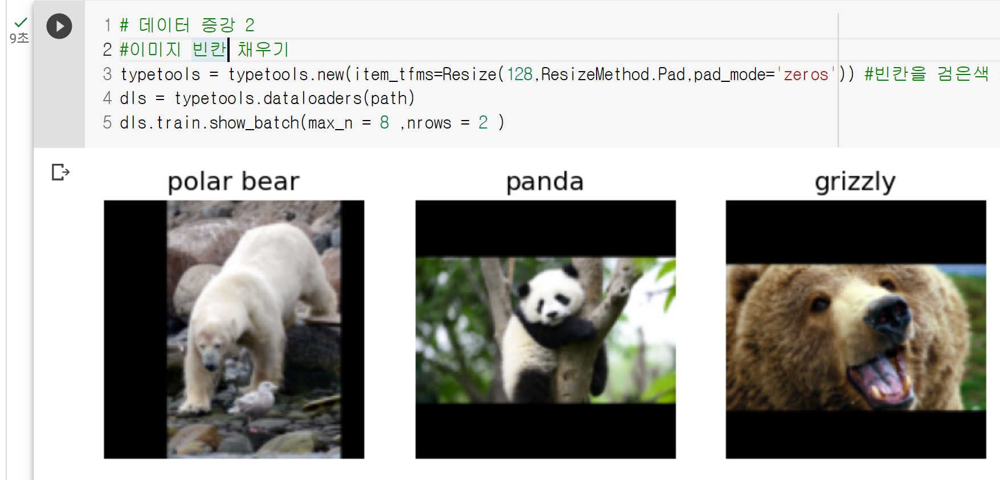 9초
1 # 데이터 증강 2
2 #이미지 빈칸 채우기
3 typetools = typetools.new(item_tfms=Resize(128,ResizeMethod.Pad,pad_mode='zeros')) #빈칸을 검은색
4 dls = typetools.dataloaders(path)
5 dls.train.show_batch(max_n = 8 ,nrows = 2 )
polar bear panda grizzly